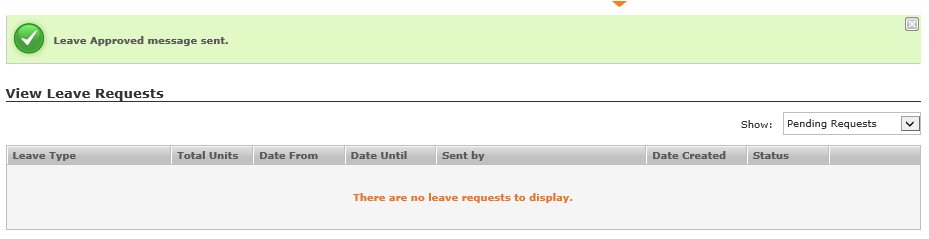 Leave Approved message sent.
View Leave Requests
Show: Pending Requests
Leave Type Total Units Date From Date Until Sent by Date Created Status
There are no leave requests to display.